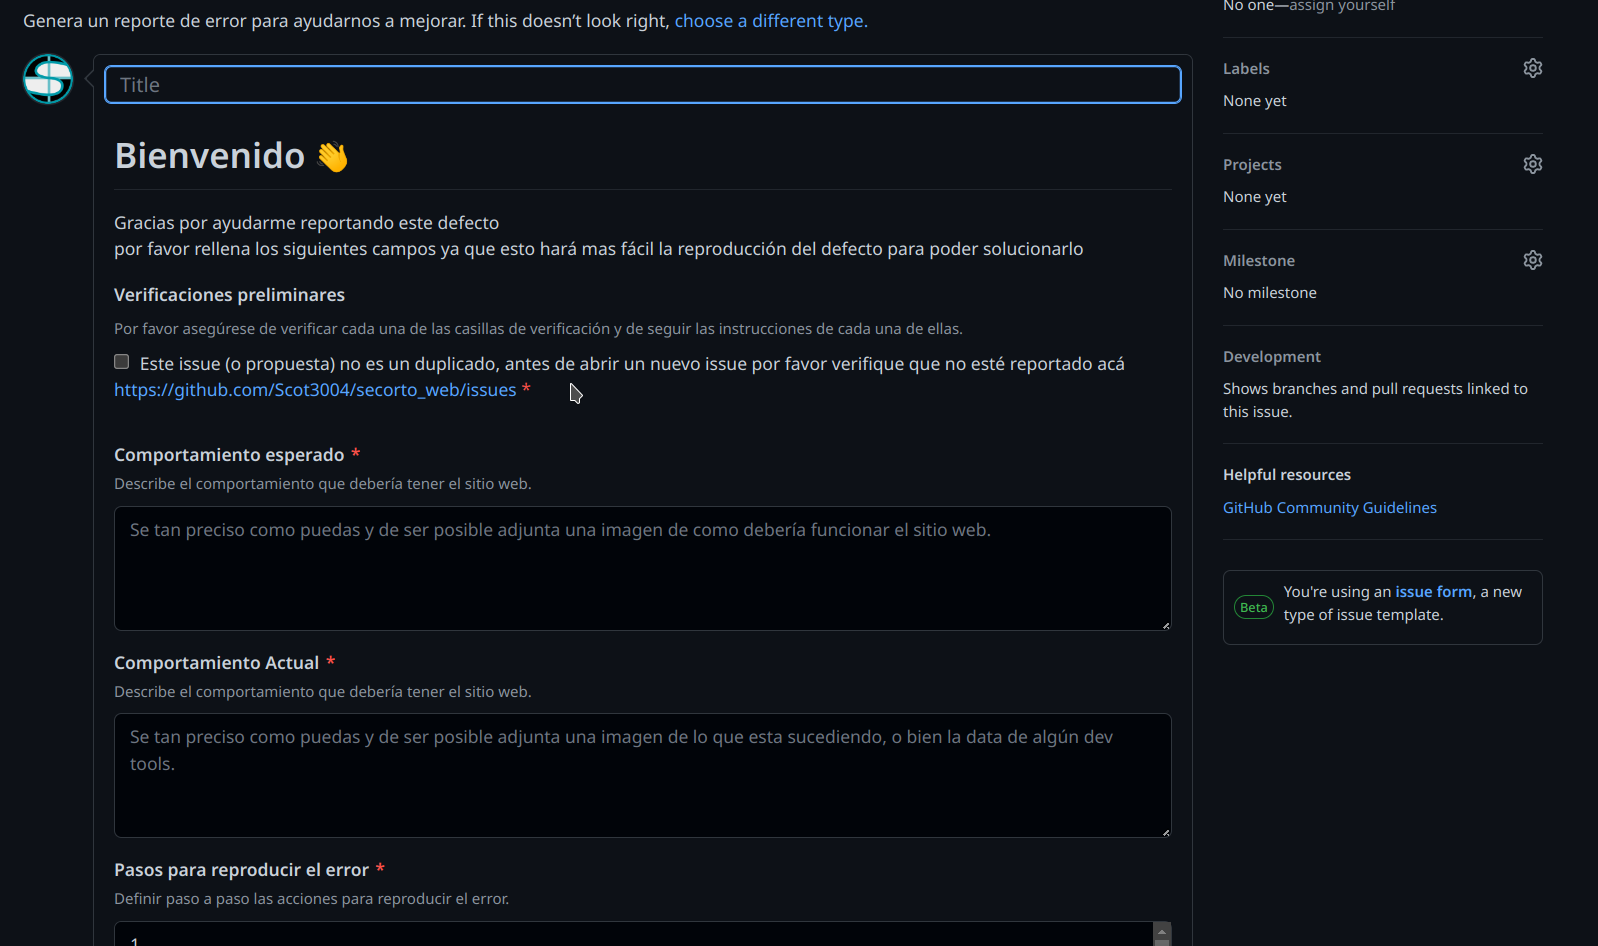 Genera un reporte de error para ayudarnos a mejorar. If this doesn’t look right, choose a different type.
Title
Bienvenido 👋
Gracias por ayudarme reportando este defecto
por favor rellena los siguientes campos ya que esto hará mas fácil la reproducción del defecto para poder solucionarlo
Verificaciones preliminares
Por favor asegúrese de verificar cada una de las casillas de verificación y de seguir las instrucciones de cada una de ellas.
Este issue (o propuesta) no es un duplicado, antes de abrir un nuevo issue por favor verifique que no esté reportado acá
https://github.com/Scot3004/secorto_web/issues *
Comportamiento esperado *
Describe el comportamiento que debería tener el sitio web.
Se tan preciso como puedas y de ser posible adjunta una imagen de como debería funcionar el sitio web.
Comportamiento Actual *
Describe el comportamiento que debería tener el sitio web.
Se tan preciso como puedas y de ser posible adjunta una imagen de lo que esta sucediendo, o bien la data de algún dev
tools.
Pasos para reproducir el error *
Definir paso a paso las acciones para reproducir el error.
1
No one—assign yourself
Labels
None yet
Projects
None yet
Milestone
No milestone
Development
Shows branches and pull requests linked to
this issue.
Helpful resources
GitHub Community Guidelines
Beta
You're using an issue form, a new
type of issue template.